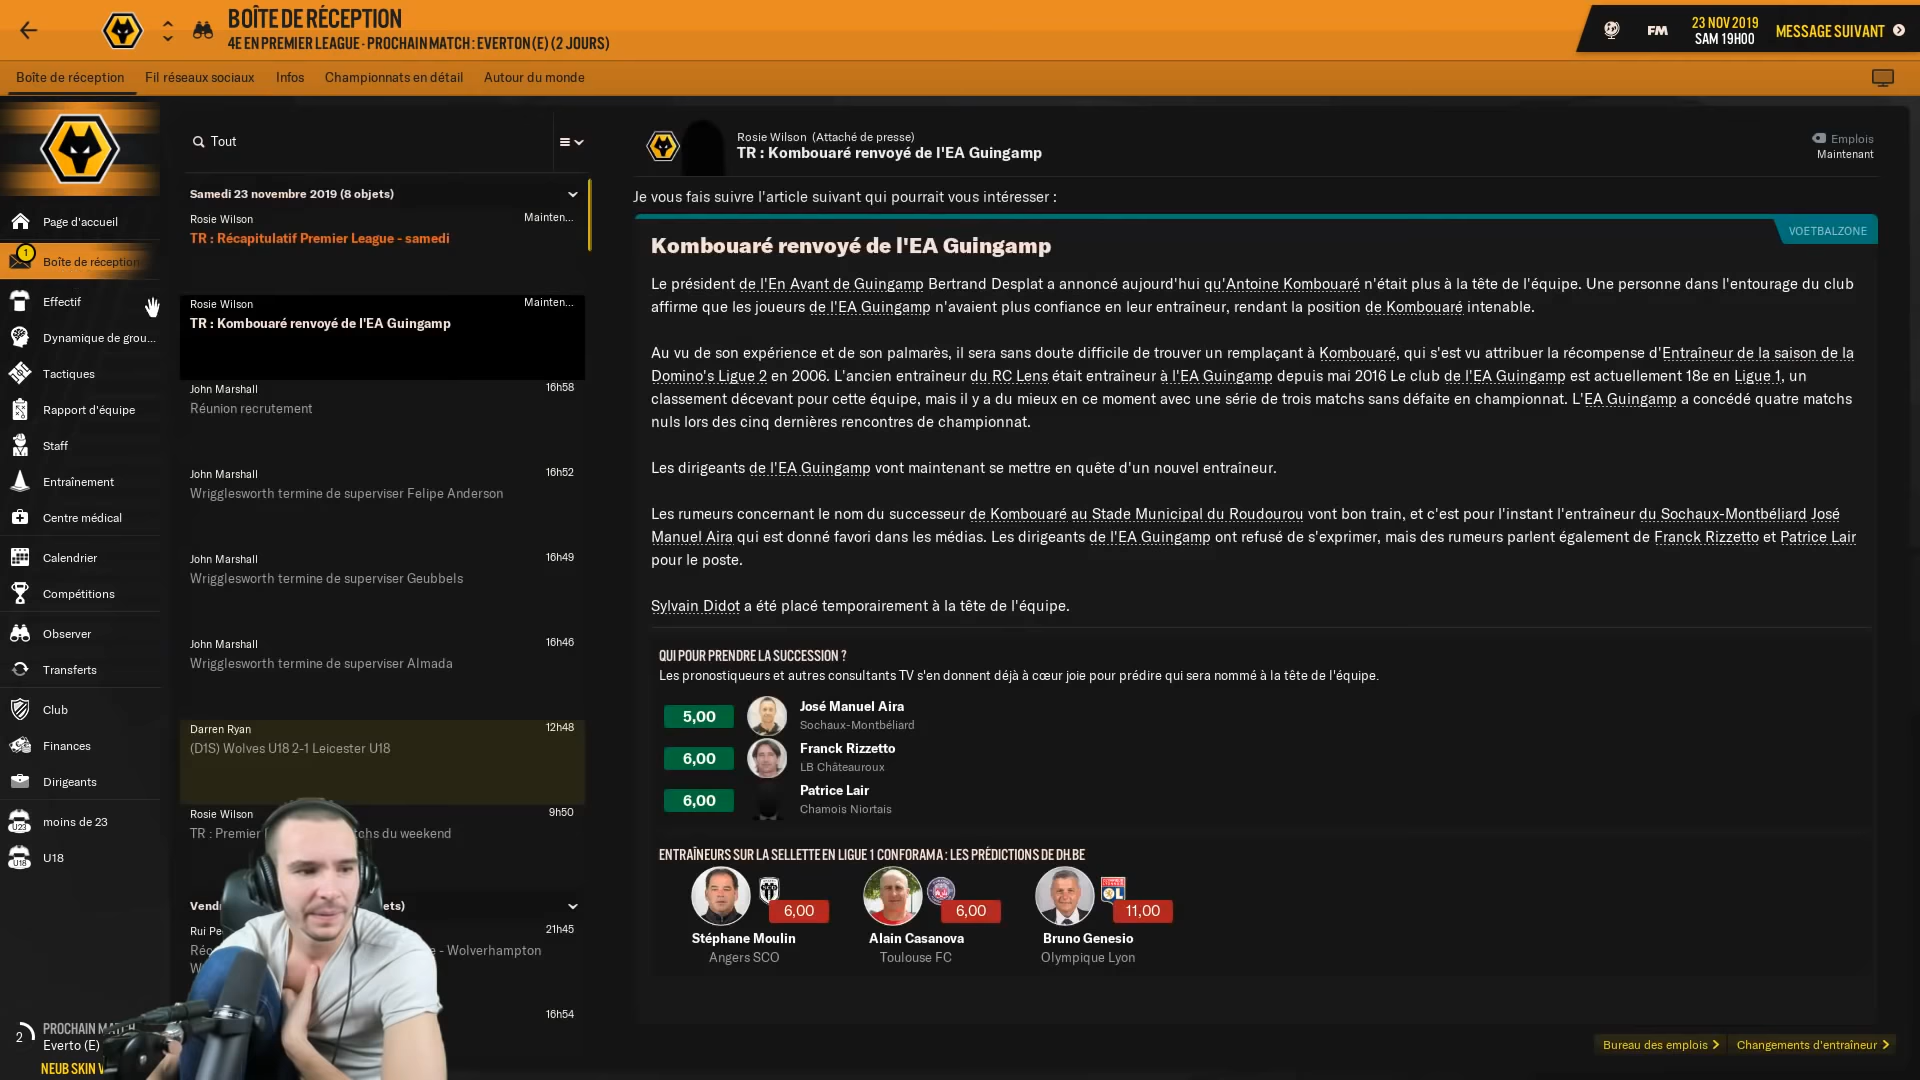 BOÎTE DE RÉCEPTION
4E EN PREMIER LEAGUE - PROCHAIN MATCH : EVERTON (E) (2 JOURS)
FM
23 NOV 2019
SAM 19H00
MESSAGE SUIVANT
Boîte de réception
Fil réseaux sociaux
Infos
Championnats en détail
Autour du monde
Page d'accueil
1
Boîte de réception
Effectif
Dynamique de grou...
Tactiques
Rapport d'équipe
Staff
Entraînement
Centre médical
Calendrier
Compétitions
Observer
Transferts
Club
Finances
Dirigeants
U23
moins de 23
U18
U18
2
PROCHAIN MATCH
Everto (E)
NEUB SKIN V
Tout
Samedi 23 novembre 2019 (8 objets)
Rosie Wilson
Mainten...
TR : Récapitulatif Premier League - samedi
Rosie Wilson
Mainten...
TR : Kombouaré renvoyé de l'EA Guingamp
John Marshall
16h58
Réunion recrutement
John Marshall
16h52
Wrigglesworth termine de superviser Felipe Anderson
John Marshall
16h49
Wrigglesworth termine de superviser Geubbels
John Marshall
16h46
Wrigglesworth termine de superviser Almada
Darren Ryan
12h48
(D1S) Wolves U18 2-1 Leicester U18
Rosie Wilson
9h50
TR : Premier
du weekend
Rui Pe
21h45
- Wolverhampton
16h54
Rosie Wilson (Attaché de presse)
TR : Kombouaré renvoyé de l'EA Guingamp
Emplois
Maintenant
Je vous fais suivre l'article suivant qui pourrait vous intéresser :
VOETBALZONE
Kombouaré renvoyé de l'EA Guingamp
Le président de l'En Avant de Guingamp Bertrand Desplat a annoncé aujourd'hui qu'Antoine Kombouaré n'était plus à la tête de l'équipe. Une personne dans l'entourage du club
affirme que les joueurs de l'EA Guingamp n'avaient plus confiance en leur entraîneur, rendant la position de Kombouaré intenable.
Au vu de son expérience et de son palmarès, il sera sans doute difficile de trouver un remplaçant à Kombouaré, qui s'est vu attribuer la récompense d'Entraîneur de la saison de la
Domino's Ligue 2 en 2006. L'ancien entraîneur du RC Lens était entraîneur à l'EA Guingamp depuis mai 2016 Le club de l'EA Guingamp est actuellement 18e en Ligue 1, un
classement décevant pour cette équipe, mais il y a du mieux en ce moment avec une série de trois matchs sans défaite en championnat. L'EA Guingamp a concédé quatre matchs
nuls lors des cinq dernières rencontres de championnat.
Les dirigeants de l'EA Guingamp vont maintenant se mettre en quête d'un nouvel entraîneur.
Les rumeurs concernant le nom du successeur de Kombouaré au Stade Municipal du Roudourou vont bon train, et c'est pour l'instant l'entraîneur du Sochaux-Montbéliard José
Manuel Aira qui est donné favori dans les médias. Les dirigeants de l'EA Guingamp ont refusé de s'exprimer, mais des rumeurs parlent également de Franck Rizzetto et Patrice Lair
pour le poste.
Sylvain Didot a été placé temporairement à la tête de l'équipe.
QUI POUR PRENDRE LA SUCCESSION ?
Les pronostiqueurs et autres consultants TV s'en donnent déjà à cœur joie pour prédire qui sera nommé à la tête de l'équipe.
5,00
José Manuel Aira
Sochaux-Montbéliard
6,00
Franck Rizzetto
LB Châteauroux
6,00
Patrice Lair
Chamois Niortais
ENTRAÎNEURS SUR LA SELLETTE EN LIGUE 1 CONFORAMA : LES PRÉDICTIONS DE DH.BE
6,00
Stéphane Moulin
Angers SCO
6,00
Alain Casanova
Toulouse FC
OL
11,00
Bruno Genesio
Olympique Lyon
Bureau des emplois
Changements d'entraîneur